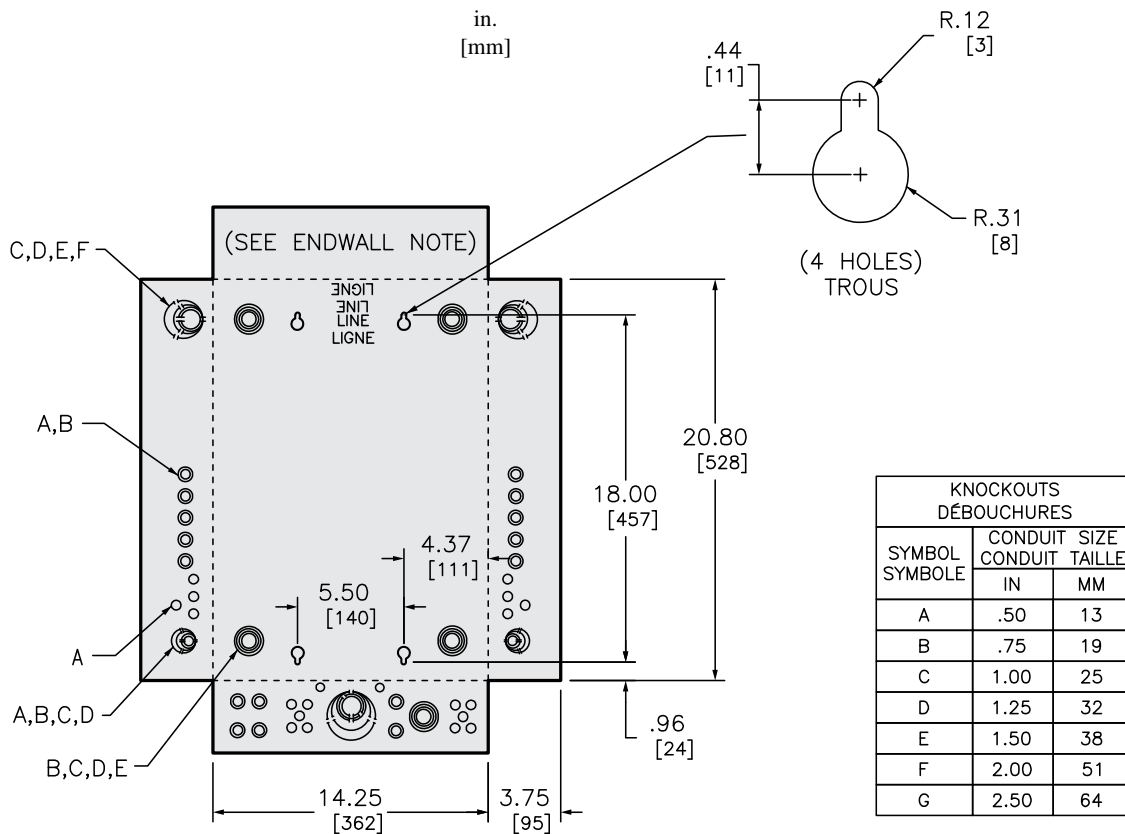 in.
[mm]
R.12
[3]
.44
[11]
R.31
[8]
(4 HOLES)
TROUS
(SEE ENDWALL NOTE)
C,D,E,F
LIGNE
LINE
LINE
LIGNE
A,B
20.80
[528]
18.00
[457]
4.37
[111]
5.50
[140]
A
A,B,C,D
B,C,D,E
.96
[24]
14.25
[362]
3.75
[95]
KNOCKOUTS
DÉBOUCHURES
SYMBOL
SYMBOLE
CONDUIT SIZE
CONDUIT TAILLE
IN MM
A .50 13
B .75 19
C 1.00 25
D 1.25 32
E 1.50 38
F 2.00 51
G 2.50 64